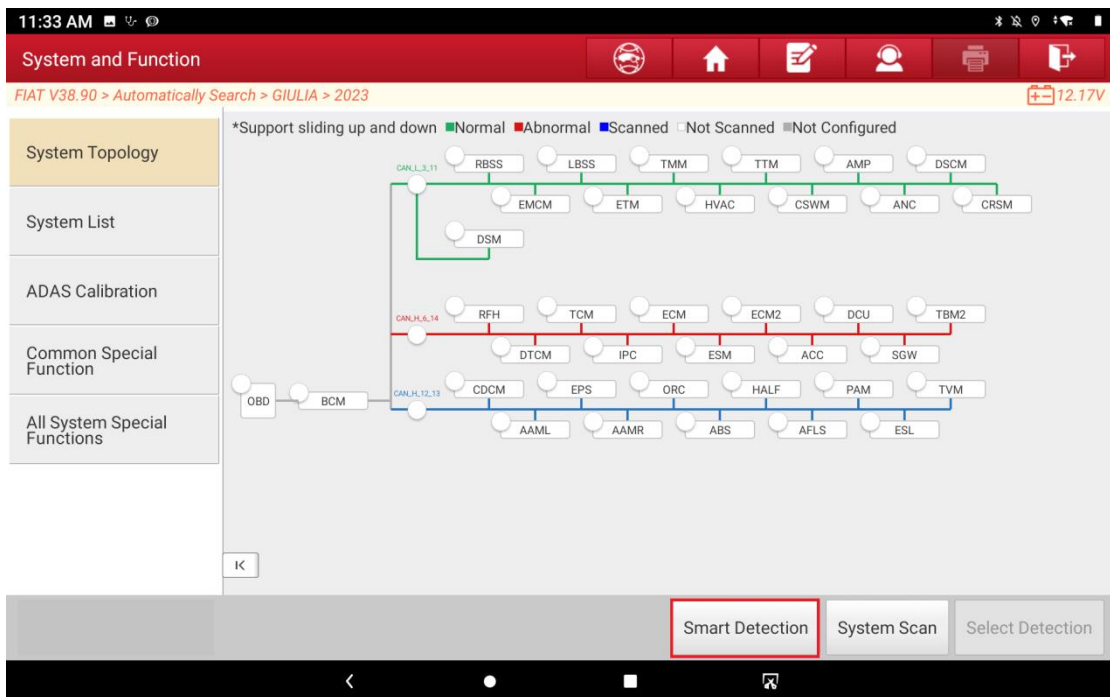 11:33 AM
System and Function
FIAT V38.90 > Automatically Search > GIULIA > 2023
12.17V
System Topology
System List
ADAS Calibration
Common Special
Function
All System Special
Functions
*Support sliding up and down Normal Abnormal Scanned Not Scanned Not Configured
CAN_L_3_11
RBSS LBSS TMM TTM AMP DSCM
EMCM ETM HVAC CSWM ANC CRSM
DSM
CAN_H_6_14
RFH TCM ECM ECM2 DCU TBM2
DTCM IPC ESM ACC SGW
OBD BCM
CAN_H_12_13
CDCM EPS ORC HALF PAM TVM
AAML AAMR ABS AFLS ESL
Smart Detection System Scan Select Detection